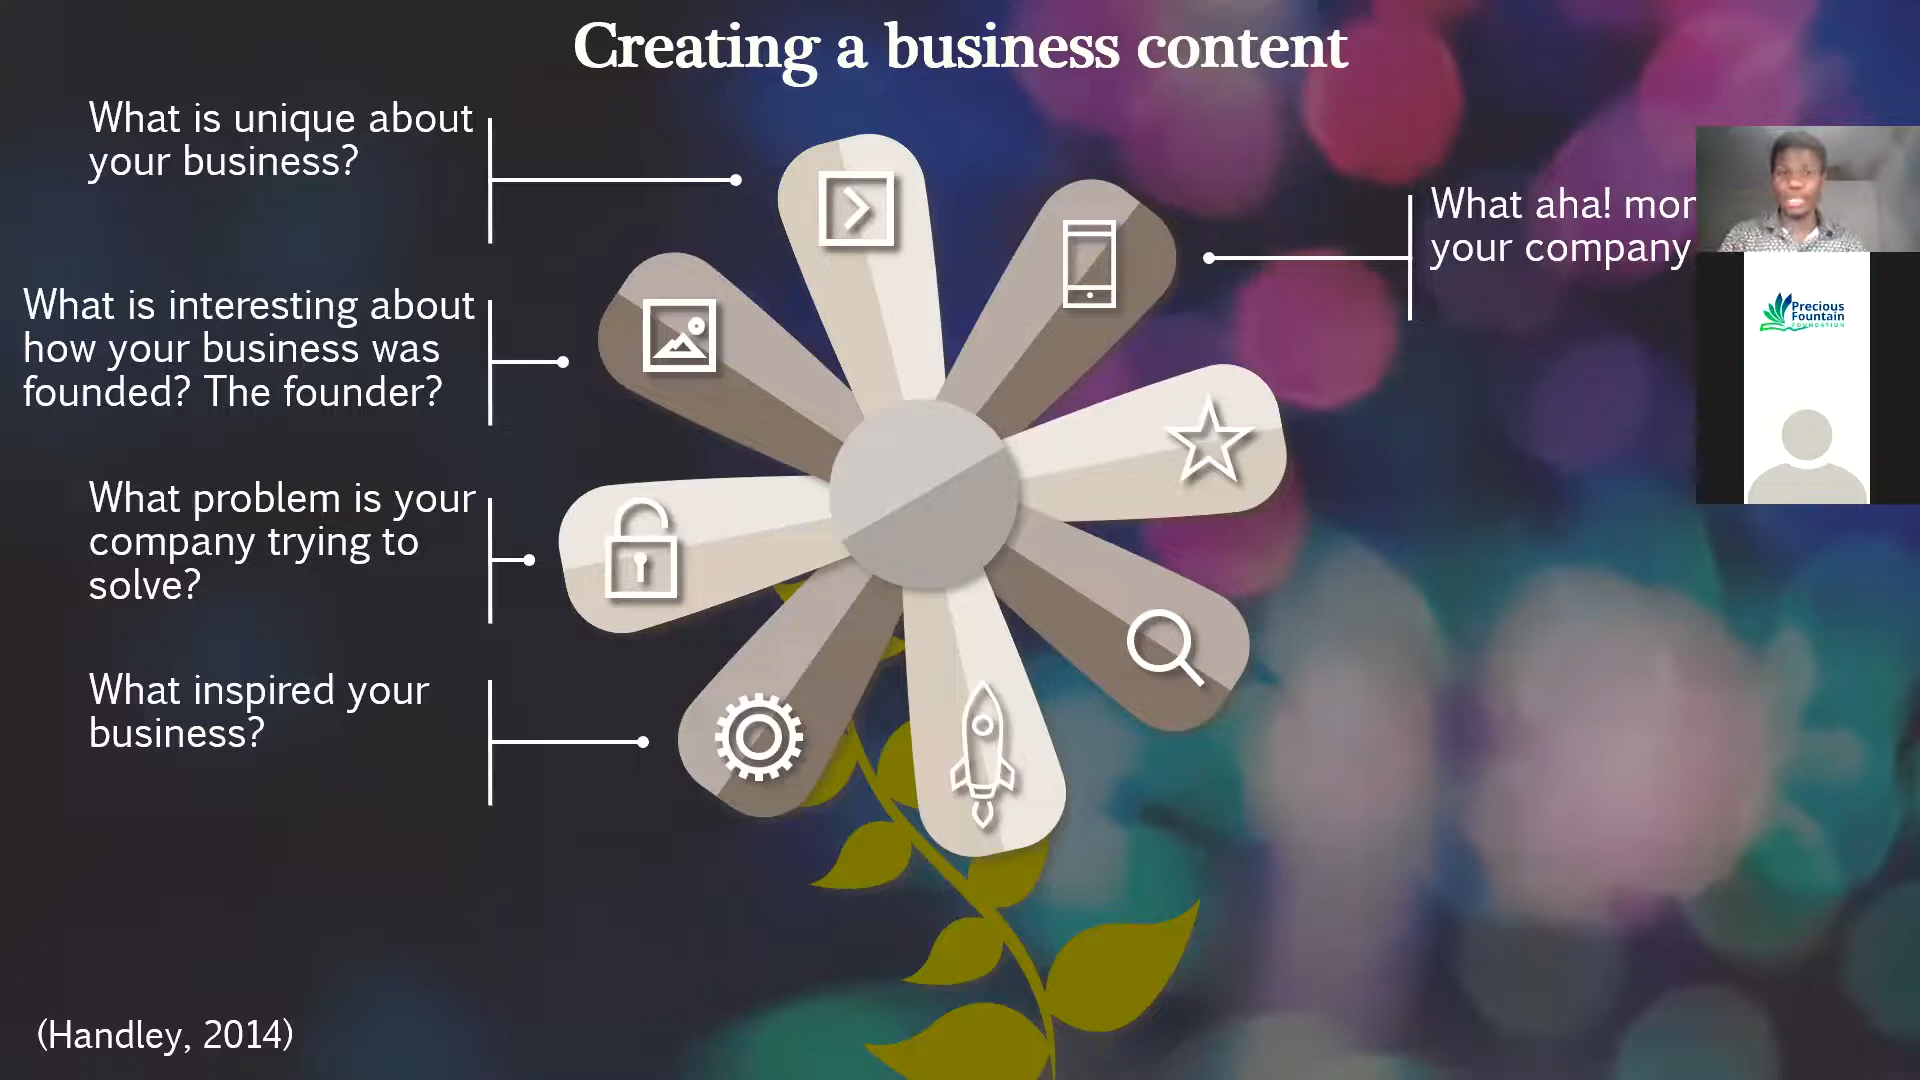 Creating a business content
What is unique about
your business?
What is interesting about
how your business was
founded? The founder?
What problem is your
company trying to
solve?
What inspired your
business?
What aha!
your company
Precious
Fountain
FOUNDATION
(Handley, 2014)